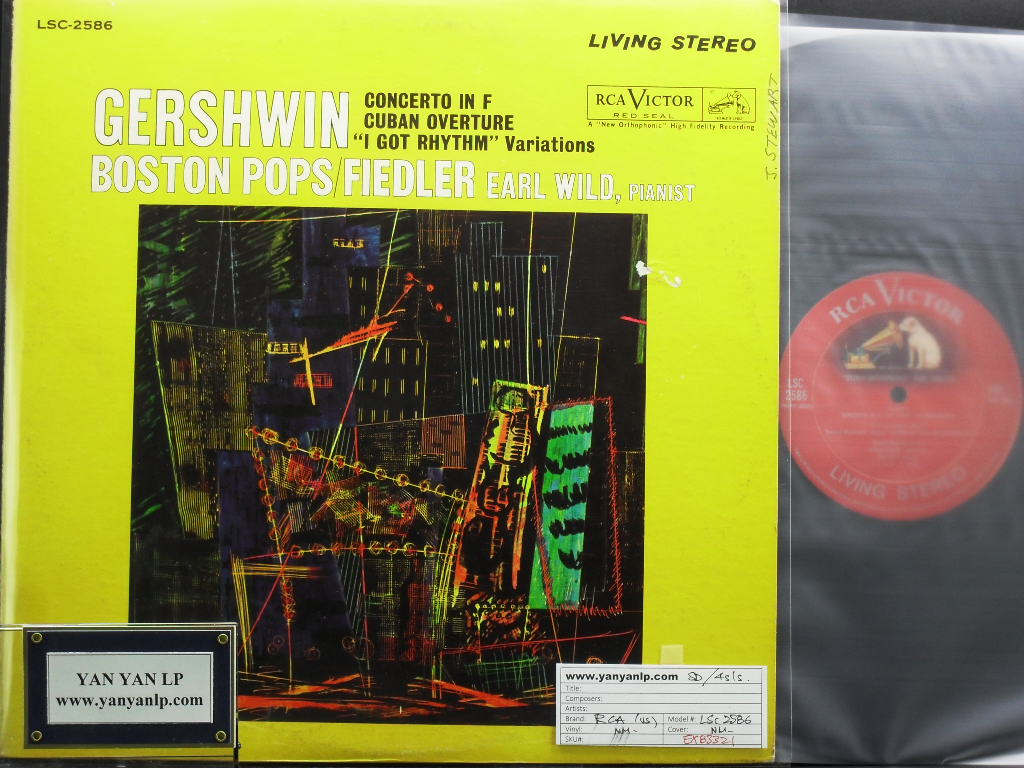 LSC-2586
LIVING STEREO
GERSHWIN
CONCERTO IN F
CUBAN OVERTURE
"I GOT RHYTHM" Variations
RCA VICTOR
RED SEAL
A "New Orthophonic" High Fidelity Recording
J. STEWART
BOSTON POPS/FIEDLER EARL WILD, PIANIST
RCA VICTOR
LSC
2586
LIVING STEREO
YAN YAN LP
www.yanyanlp.com
www.yanyanlp.com SD/4s1s.
Title:
Composers:
Artists:
Brand: RCA (US) Model#: LSC 2586
Vinyl: NM- Cover: NM-
SKU#: EXB3321